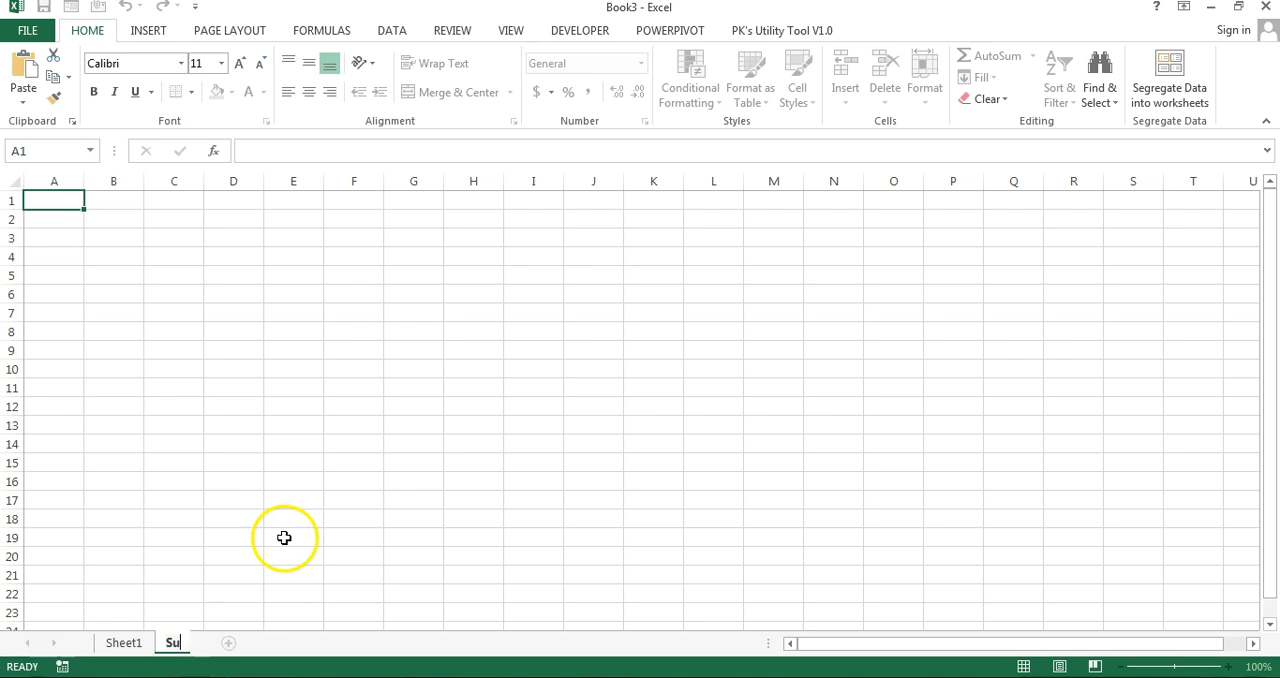 Book3 - Excel
?
FILE HOME INSERT PAGE LAYOUT FORMULAS DATA REVIEW VIEW DEVELOPER POWERPIVOT PK's Utility Tool V1.0 Sign in
Paste
Clipboard
Calibri 11
B I U A
Font
Wrap Text
Merge & Center
Alignment
General
$ % , .00 .0
Number
Conditional Formatting
Format as Table
Cell Styles
Styles
Insert Delete Format
Cells
AutoSum
Fill
Clear
Sort & Filter
Find & Select
Editing
Segregate Data into worksheets
Segregate Data
A1 fx
A B C D E F G H I J K L M N O P Q R S T U
1
2
3
4
5
6
7
8
9
10
11
12
13
14
15
16
17
18
19
20
21
22
23
Sheet1 Su
READY 100%